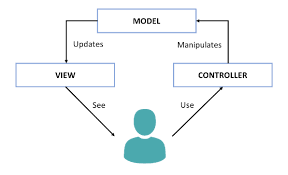 MODEL
Updates
Manipulates
VIEW
CONTROLLER
See
Use